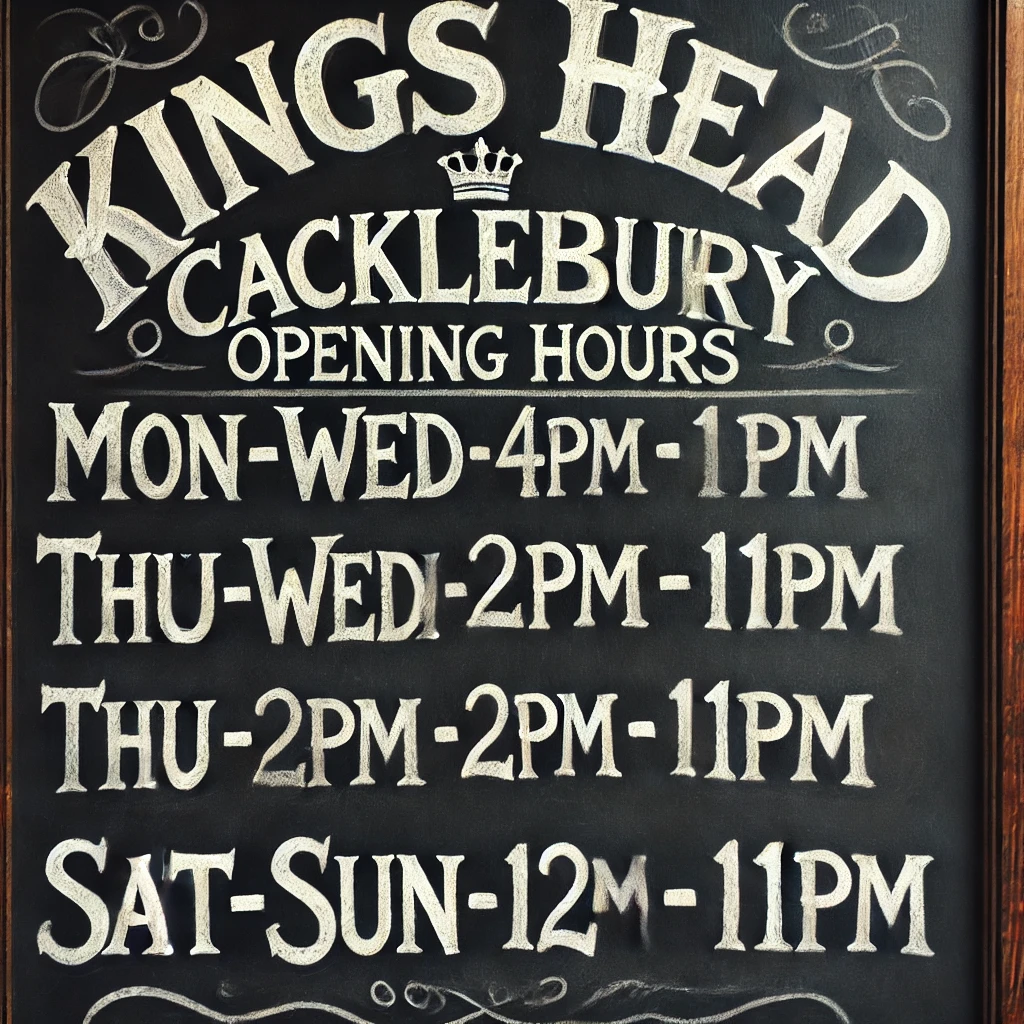 KINGS HEAD
CACKLEBURY
OPENING HOURS
MON-WED-4PM-1PM
THU-WED-2PM-11PM
THU-2PM-2PM-11PM
SAT-SUN-12M-11PM